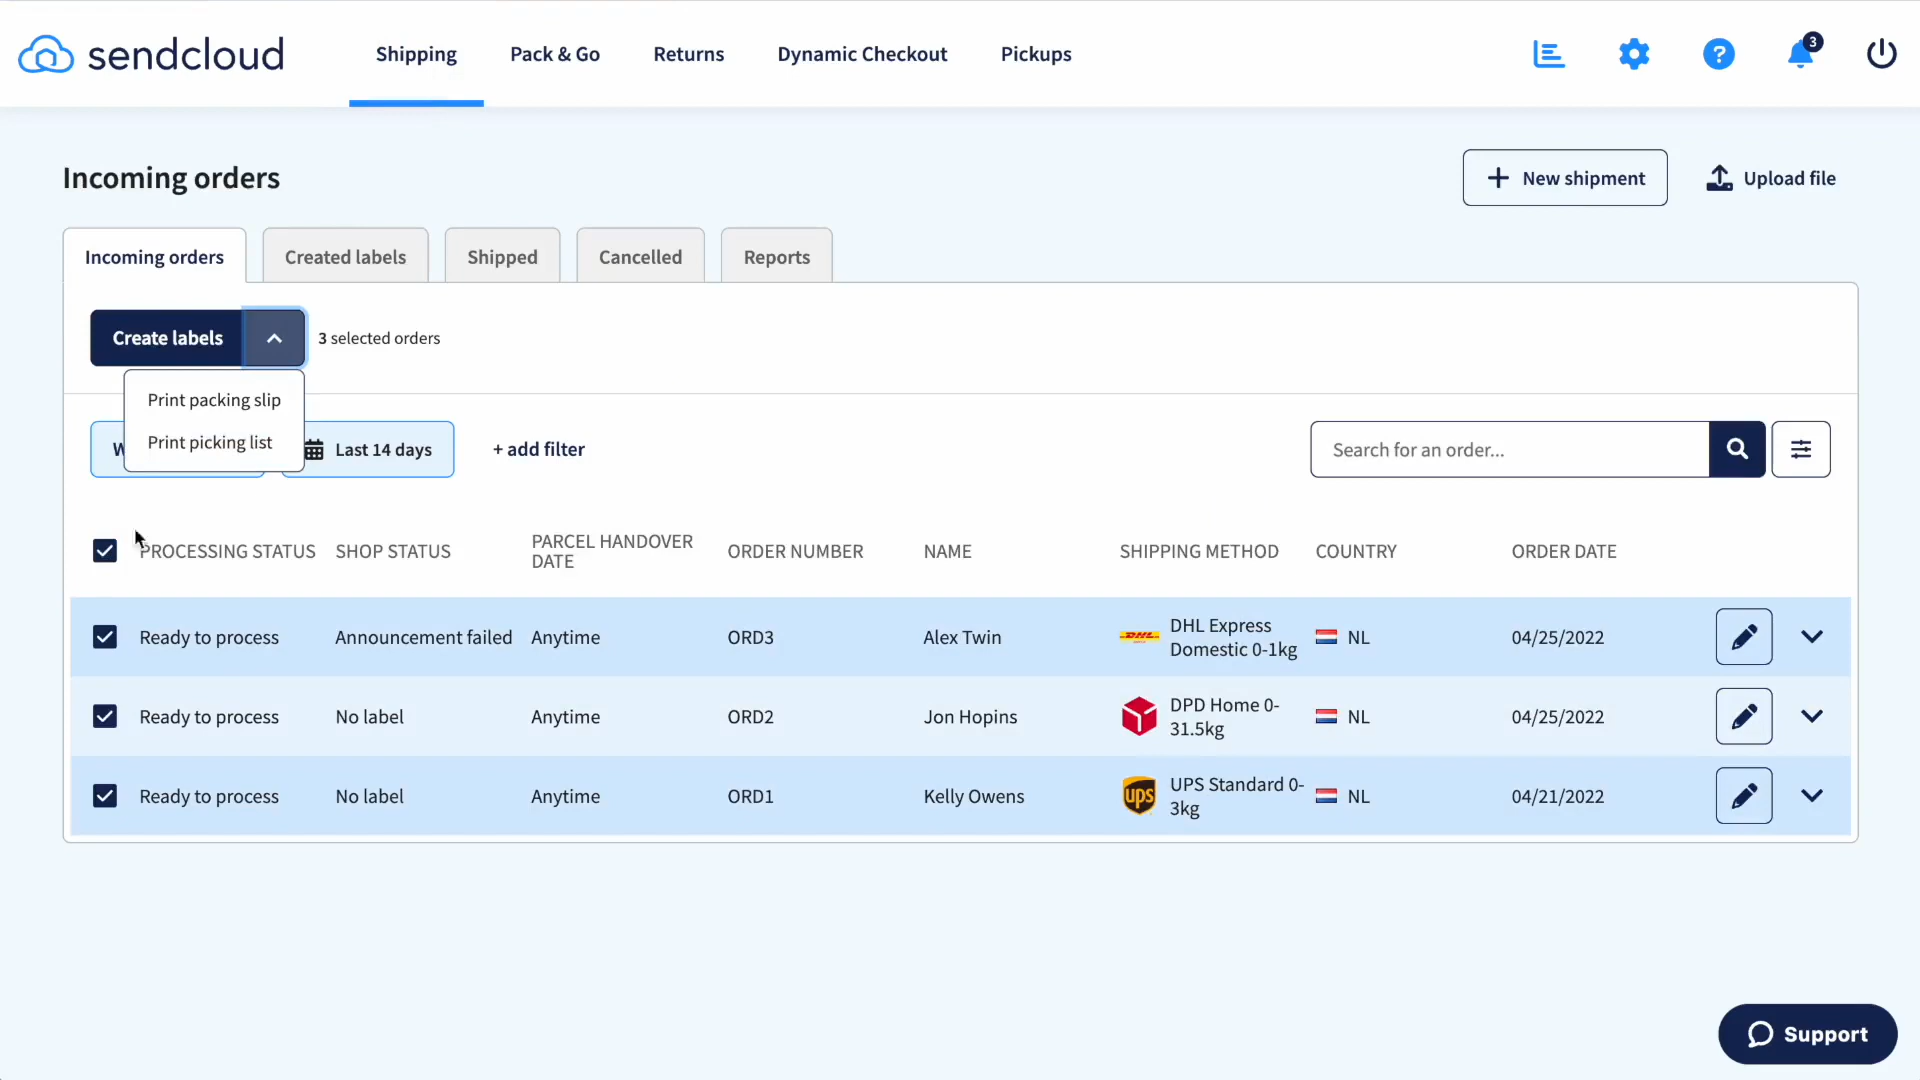 sendcloud
Shipping
Pack & Go
Returns
Dynamic Checkout
Pickups
?
3
Incoming orders
New shipment
Upload file
Incoming orders
Created labels
Shipped
Cancelled
Reports
Create labels
3 selected orders
Print packing slip
Print picking list
Last 14 days
+ add filter
Search for an order...
PROCESSING STATUS
SHOP STATUS
PARCEL HANDOVER
DATE
ORDER NUMBER
NAME
SHIPPING METHOD
COUNTRY
ORDER DATE
Ready to process
Announcement failed
Anytime
ORD3
Alex Twin
DHL
DHL Express
Domestic 0-1kg
NL
04/25/2022
Ready to process
No label
Anytime
ORD2
Jon Hopins
DPD Home 0-
31.5kg
NL
04/25/2022
Ready to process
No label
Anytime
ORD1
Kelly Owens
ups
UPS Standard 0-
3kg
NL
04/21/2022
Support